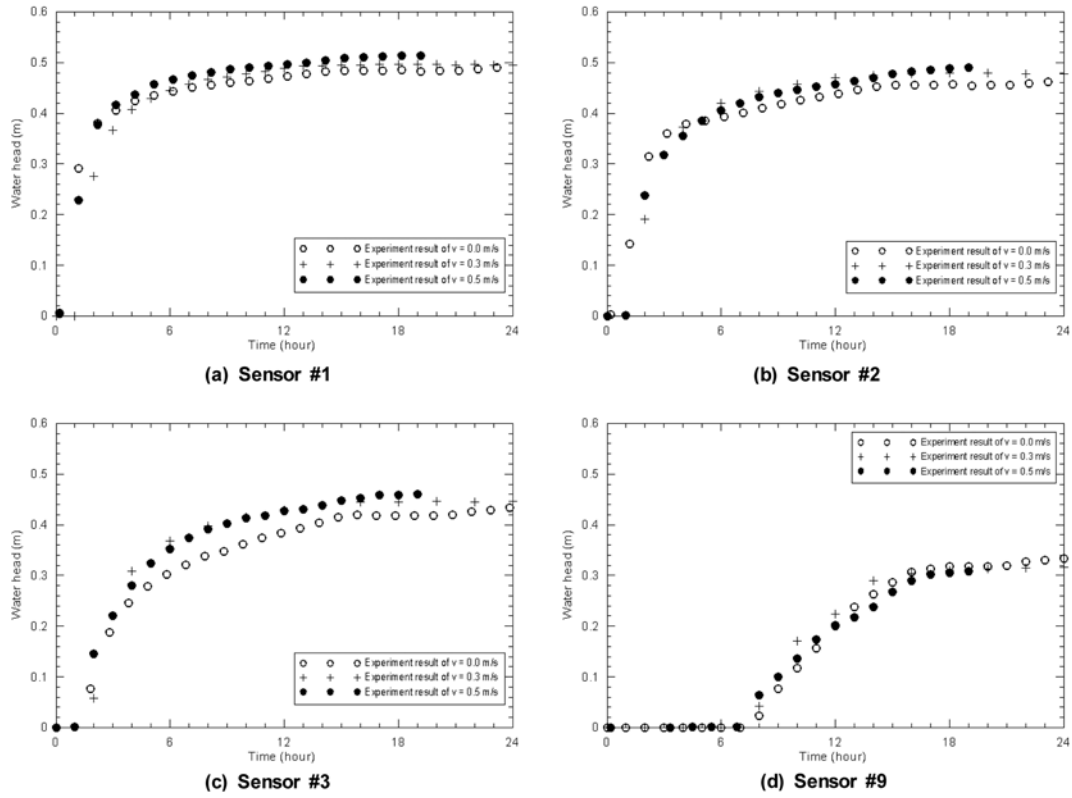 0.6
0.5
0.4
0.3
0.2
0.1
0
Water head (m)
Experiment result of v = 0.0 m/s
Experiment result of v = 0.3 m/s
Experiment result of v = 0.5 m/s
0 6 12 18 24
Time (hour)
(a) Sensor #1
0.6
0.5
0.4
0.3
0.2
0.1
0
Water head (m)
Experiment result of v = 0.0 m/s
Experiment result of v = 0.3 m/s
Experiment result of v = 0.5 m/s
0 6 12 18 24
Time (hour)
(b) Sensor #2
0.6
0.5
0.4
0.3
0.2
0.1
0
Water head (m)
Experiment result of v = 0.0 m/s
Experiment result of v = 0.3 m/s
Experiment result of v = 0.5 m/s
0 6 12 18 24
Time (hour)
(c) Sensor #3
0.6
0.5
0.4
0.3
0.2
0.1
0
Water head (m)
Experiment result of v = 0.0 m/s
Experiment result of v = 0.3 m/s
Experiment result of v = 0.5 m/s
0 6 12 18 24
Time (hour)
(d) Sensor #9